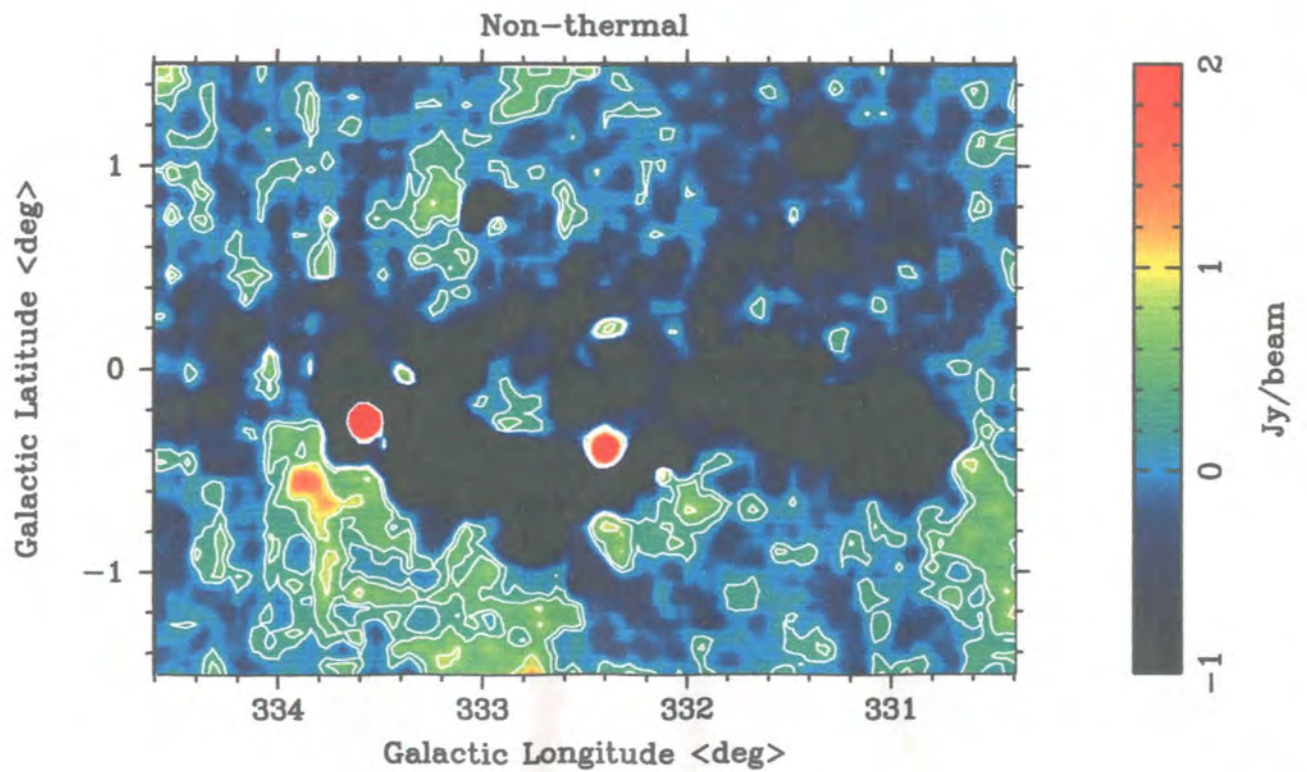 Non-thermal
2
1
0
-1
Jy/beam
1
0
-1
Galactic Latitude <deg>
334
333
332
331
Galactic Longitude <deg>